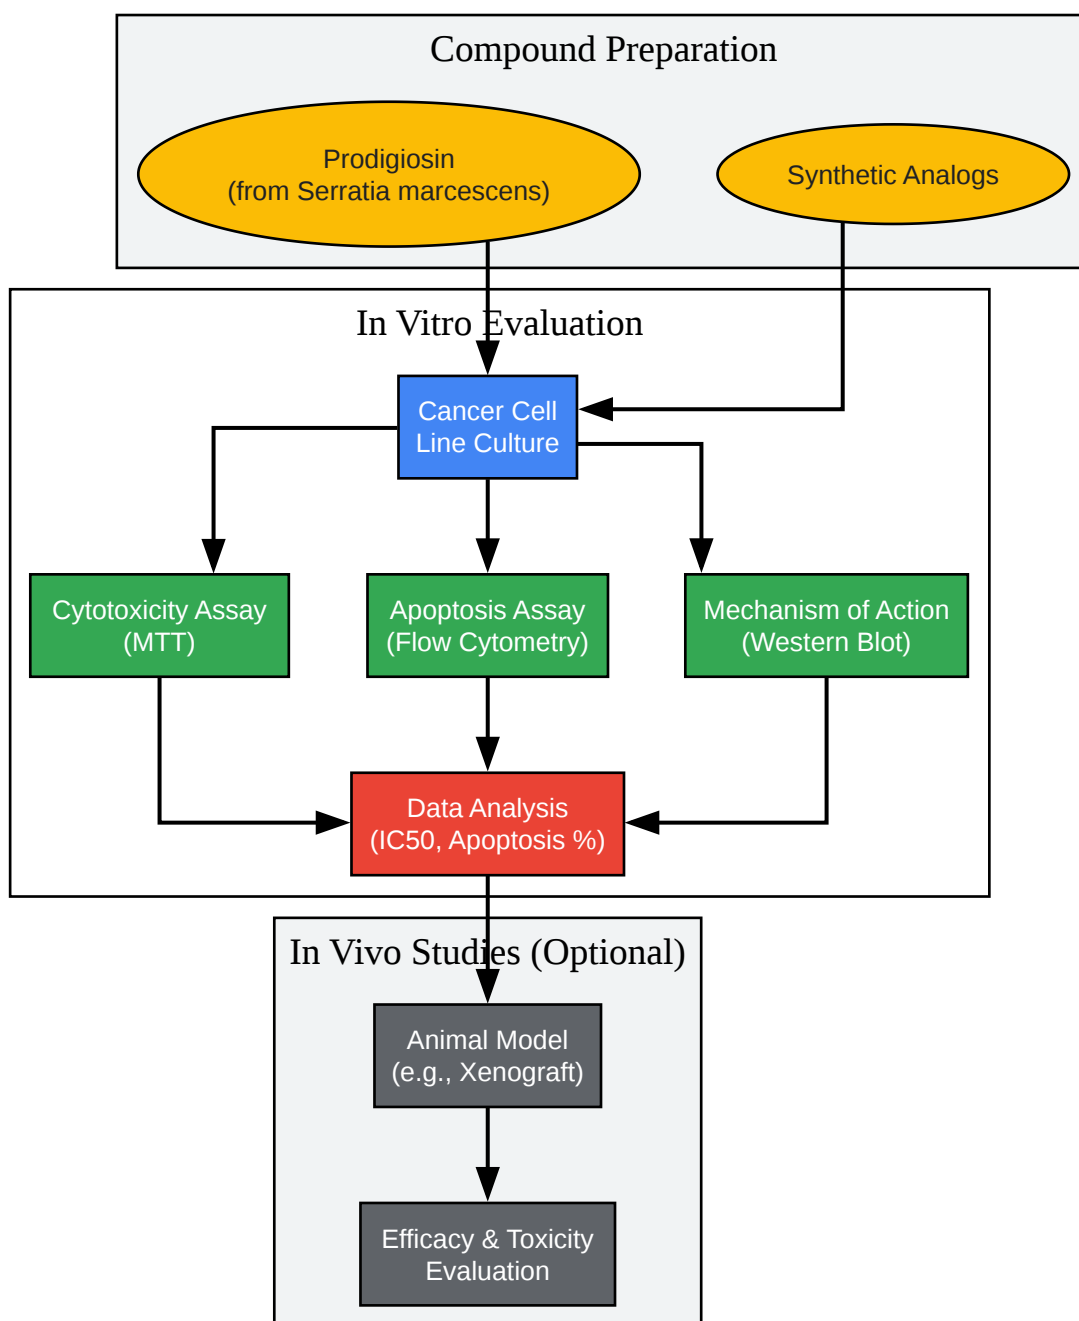 Compound Preparation
Prodigiosin
(from Serratia marcescens)
Synthetic Analogs
In Vitro Evaluation
Cancer Cell
Line Culture
Cytotoxicity Assay
(MTT)
Apoptosis Assay
(Flow Cytometry)
Mechanism of Action
(Western Blot)
Data Analysis
(IC50, Apoptosis %)
In Vivo Studies (Optional)
Animal Model
(e.g., Xenograft)
Efficacy & Toxicity
Evaluation